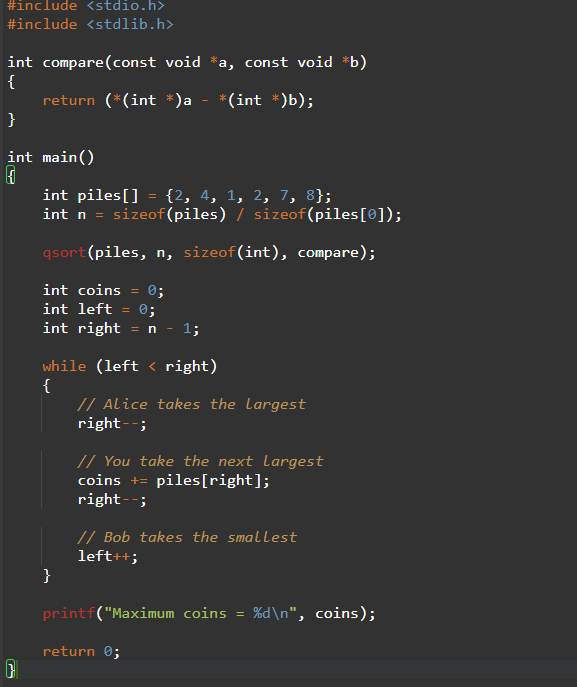 #include <stdio.h>
#include <stdlib.h>
int compare(const void *a, const void *b)
{
return (*(int *)a - *(int *)b);
}
int main()
{
int piles[] = {2, 4, 1, 2, 7, 8};
int n = sizeof(piles) / sizeof(piles[0]);
qsort(piles, n, sizeof(int), compare);
int coins = 0;
int left = 0;
int right = n - 1;
while (left < right)
{
// Alice takes the largest
right--;
// You take the next largest
coins += piles[right];
right--;
// Bob takes the smallest
left++;
}
printf("Maximum coins = %d\n", coins);
return 0;
}